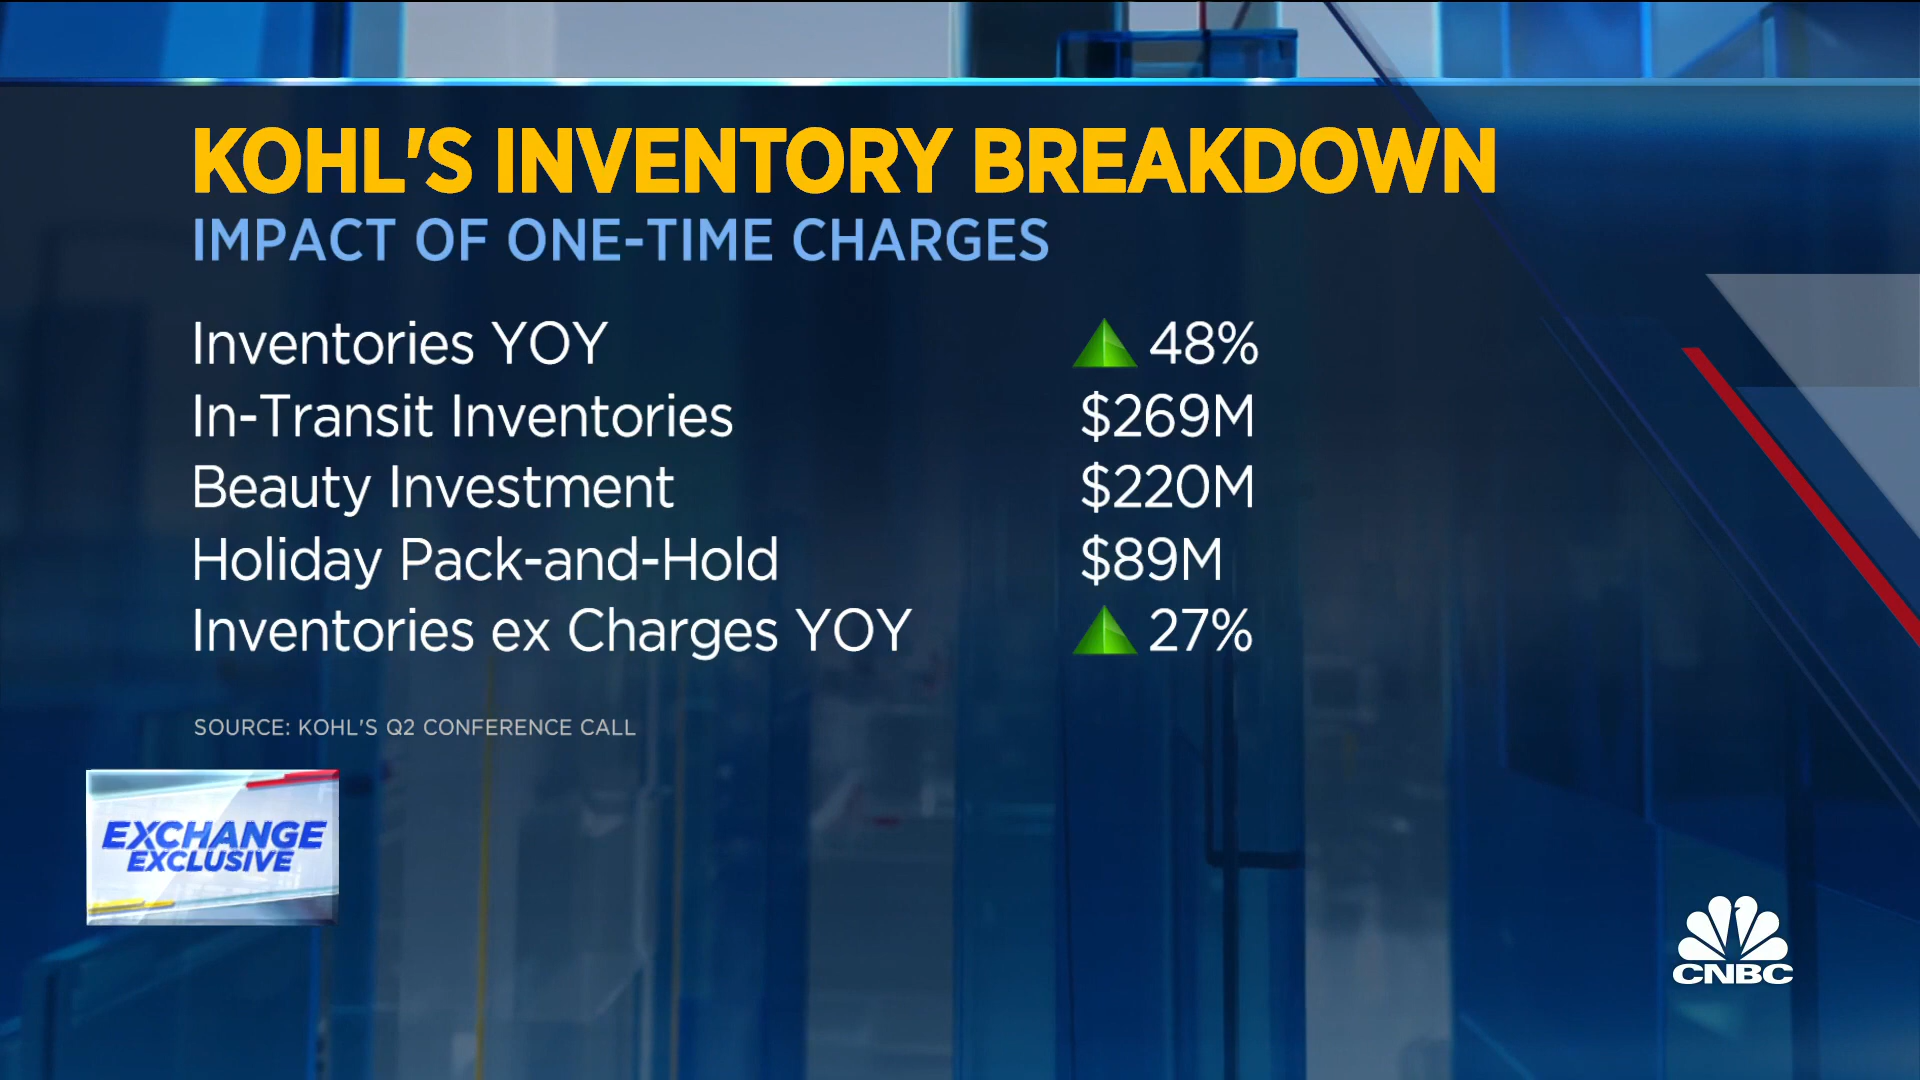 KOHL'S INVENTORY BREAKDOWN
IMPACT OF ONE-TIME CHARGES
Inventories YOY 48%
In-Transit Inventories $269M
Beauty Investment $220M
Holiday Pack-and-Hold $89M
Inventories ex Charges YOY 27%
SOURCE: KOHL'S Q2 CONFERENCE CALL
EXCHANGE
EXCLUSIVE
CNBC